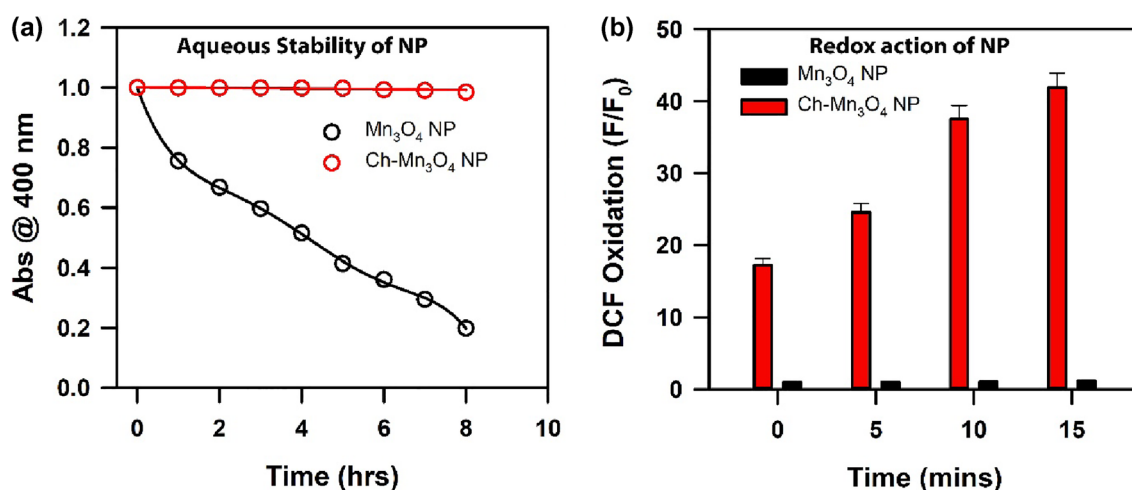 (a)
Aqueous Stability of NP
Mn₃O₄ NP
Ch-Mn₃O₄ NP
Abs @ 400 nm
1.2
1.0
0.8
0.6
0.4
0.2
0.0
0 2 4 6 8 10
Time (hrs)
(b)
Redox action of NP
Mn₃O₄ NP
Ch-Mn₃O₄ NP
DCF Oxidation (F/F₀)
50
40
30
20
10
0
0 5 10 15
Time (mins)